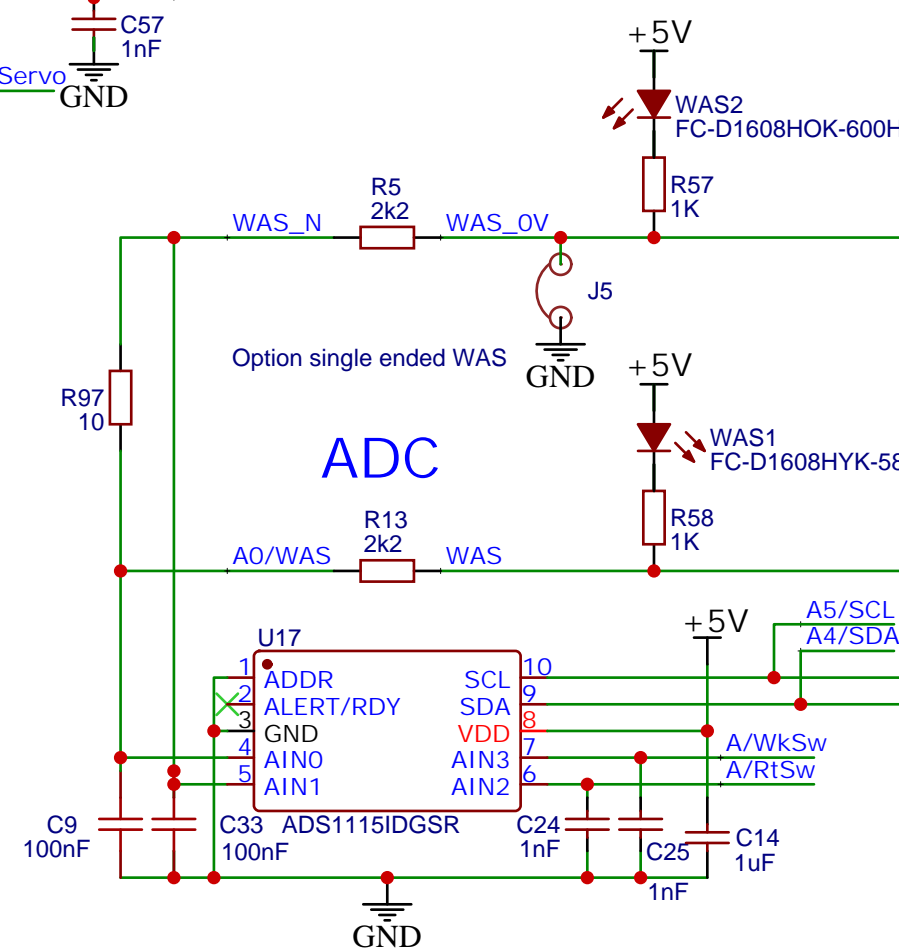 C57
1nF
Servo
GND
+5V
WAS2
FC-D1608HOK-600H
R57
1K
R5
2k2
WAS_N
WAS_0V
J5
Option single ended WAS
GND
+5V
R97
10
ADC
WAS1
FC-D1608HYK-58
R58
1K
R13
2k2
A0/WAS
WAS
A5/SCL
+5V
A4/SDA
U17
1
ADDR
SCL
10
2
ALERT/RDY
SDA
9
3
GND
VDD
8
4
AIN0
AIN3
7
A/WkSw
5
AIN1
AIN2
6
A/RtSw
C9
100nF
C33
100nF
ADS1115IDGSR
C24
1nF
C25
1nF
C14
1uF
GND